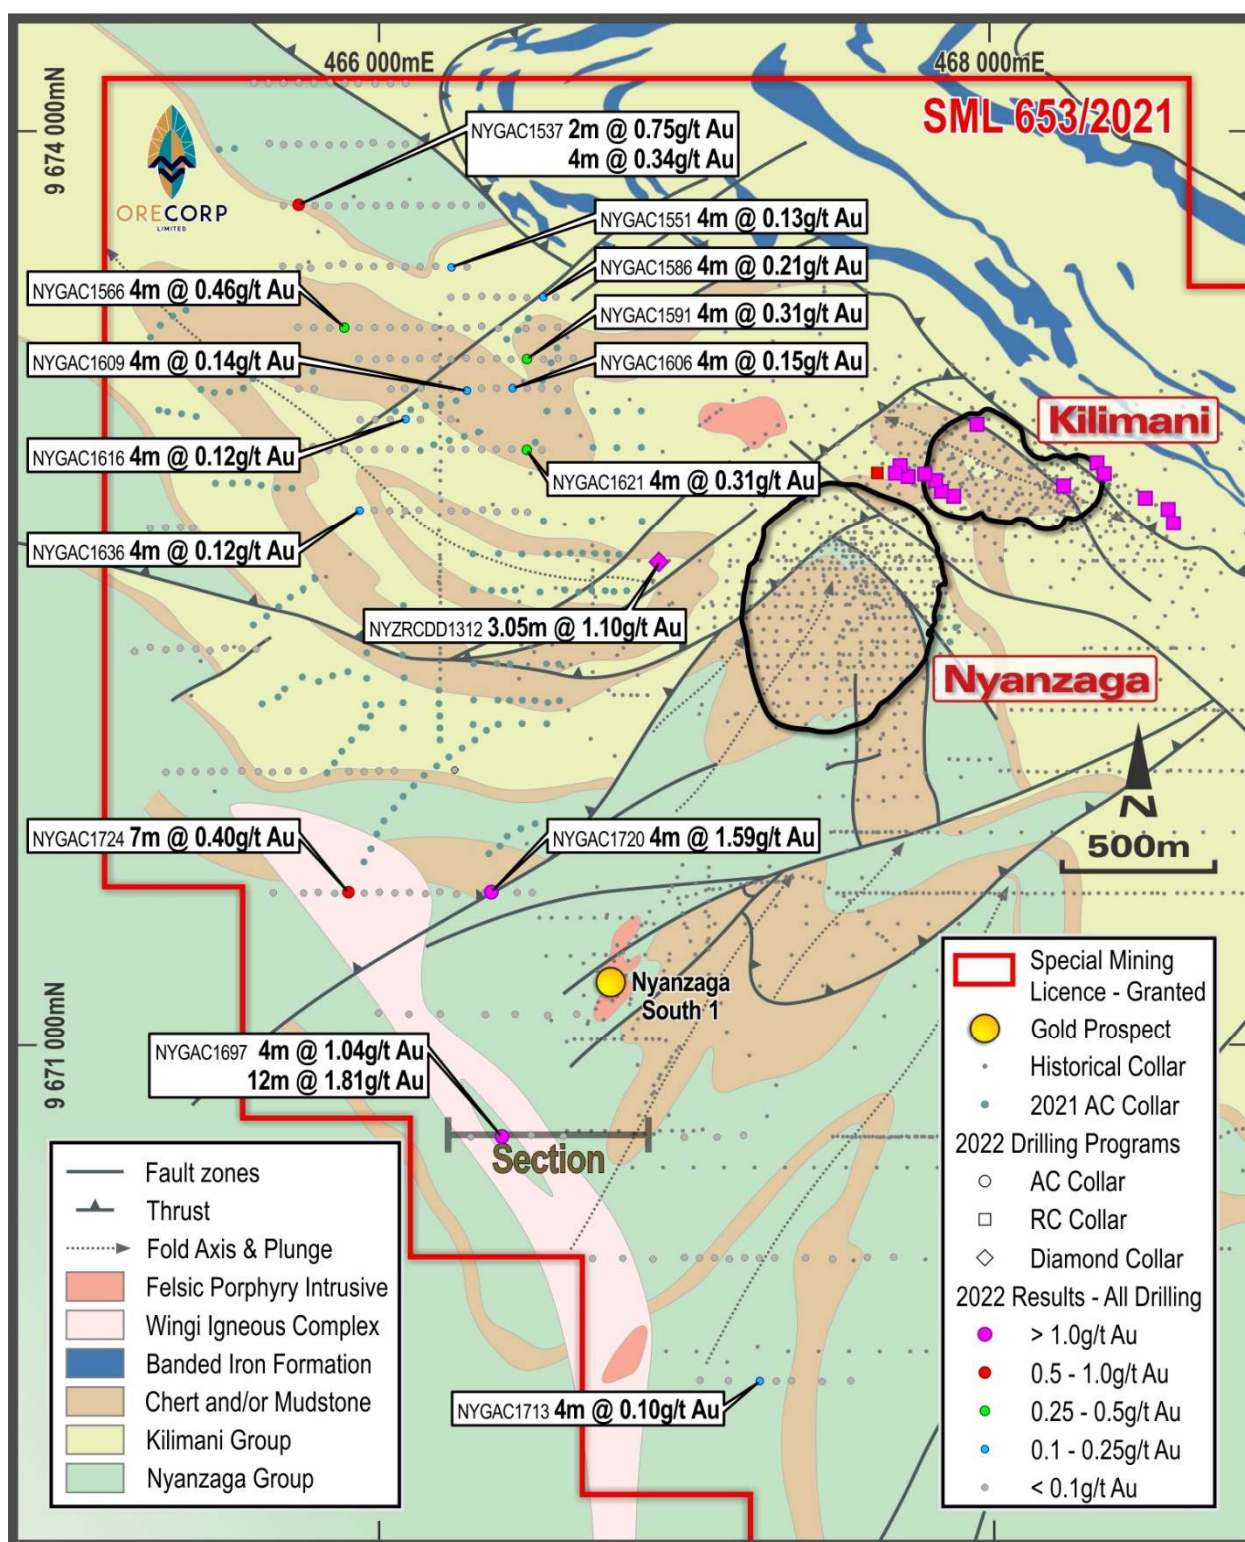 466 000mE
468 000mE
SML 653/2021
9 674 000mN
ORECORP
LIMITED
NYGAC1537 2m @ 0.75g/t Au
4m @ 0.34g/t Au
NYGAC1551 4m @ 0.13g/t Au
NYGAC1586 4m @ 0.21g/t Au
NYGAC1566 4m @ 0.46g/t Au
NYGAC1591 4m @ 0.31g/t Au
NYGAC1609 4m @ 0.14g/t Au
NYGAC1606 4m @ 0.15g/t Au
Kilimani
NYGAC1616 4m @ 0.12g/t Au
NYGAC1621 4m @ 0.31g/t Au
NYGAC1636 4m @ 0.12g/t Au
NYZRCDD1312 3.05m @ 1.10g/t Au
Nyanzaga
N
500m
NYGAC1724 7m @ 0.40g/t Au
NYGAC1720 4m @ 1.59g/t Au
Nyanzaga
South 1
9 671 000mN
NYGAC1697 4m @ 1.04g/t Au
12m @ 1.81g/t Au
Section
NYGAC1713 4m @ 0.10g/t Au
Fault zones
Thrust
Fold Axis & Plunge
Felsic Porphyry Intrusive
Wingi Igneous Complex
Banded Iron Formation
Chert and/or Mudstone
Kilimani Group
Nyanzaga Group
Special Mining
Licence - Granted
Gold Prospect
Historical Collar
2021 AC Collar
2022 Drilling Programs
AC Collar
RC Collar
Diamond Collar
2022 Results - All Drilling
> 1.0g/t Au
0.5 - 1.0g/t Au
0.25 - 0.5g/t Au
0.1 - 0.25g/t Au
< 0.1g/t Au